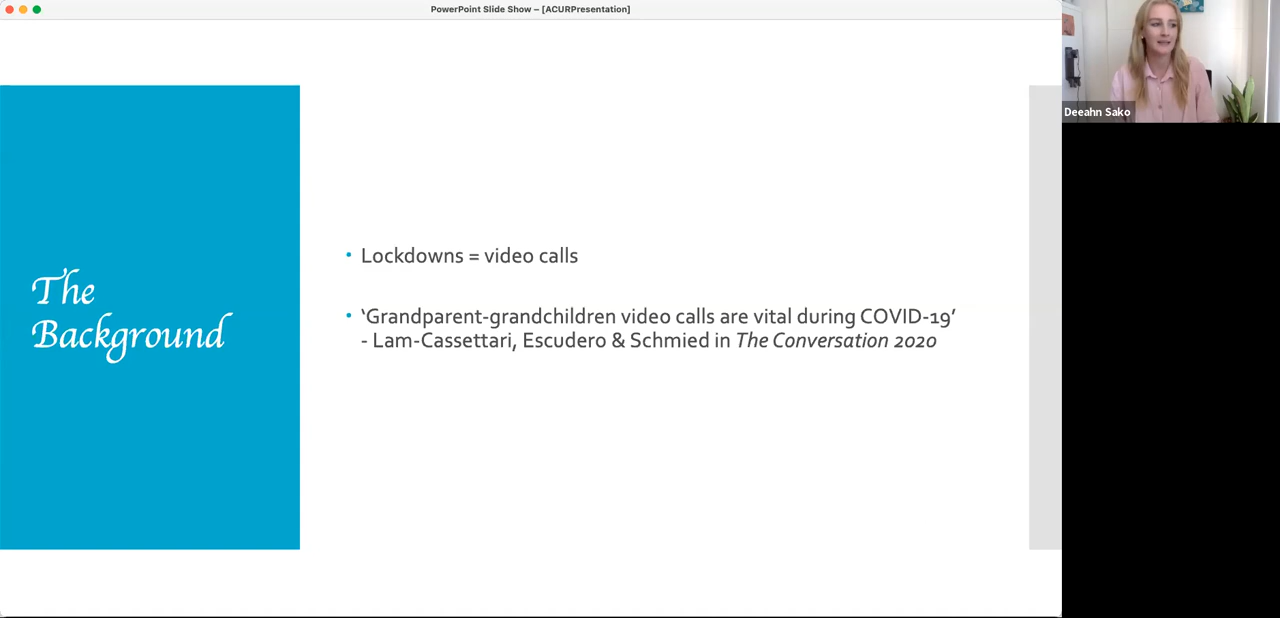 PowerPoint Slide Show – [ACURPresentation]
Deeahn Sako
The
Background
• Lockdowns = video calls
• ‘Grandparent-grandchildren video calls are vital during COVID-19’
- Lam-Cassettari, Escudero & Schmied in The Conversation 2020